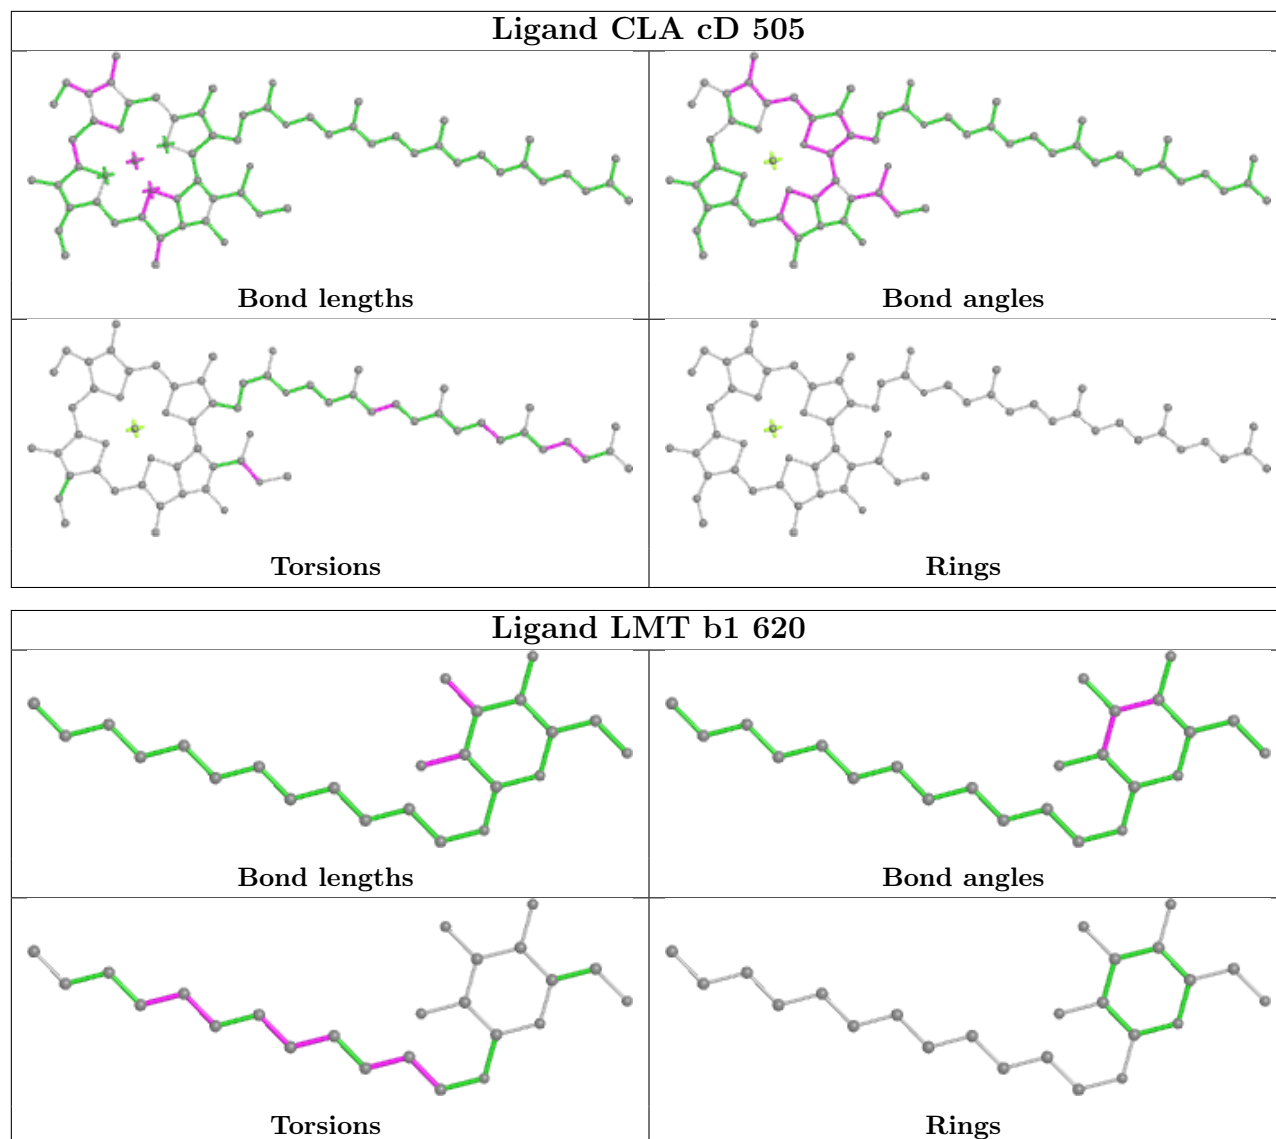 Ligand CLA cD 505
Bond lengths
Bond angles
Torsions
Rings
Ligand LMT b1 620
Bond lengths
Bond angles
Torsions
Rings